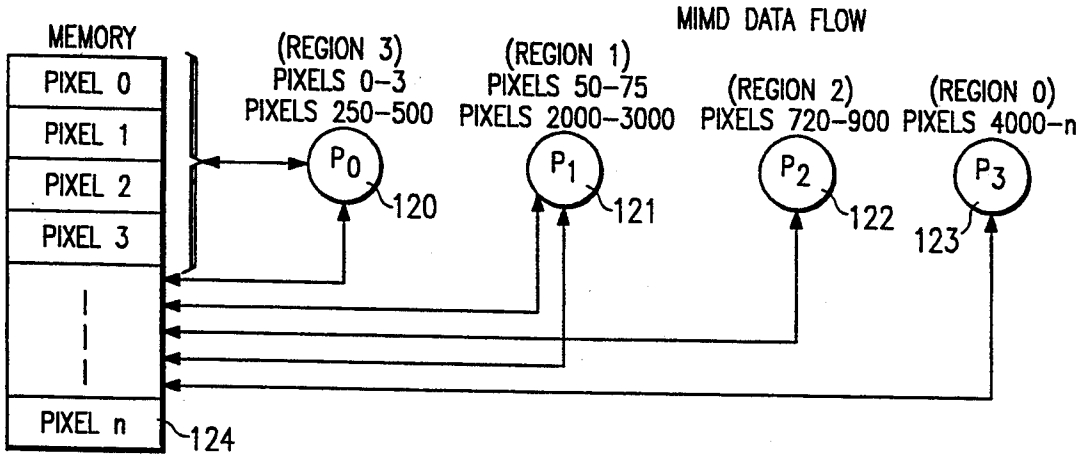 MIMD DATA FLOW
MEMORY
PIXEL 0
PIXEL 1
PIXEL 2
PIXEL 3
PIXEL n
124
(REGION 3)
PIXELS 0-3
PIXELS 250-500
P0
120
(REGION 1)
PIXELS 50-75
PIXELS 2000-3000
P1
121
(REGION 2)
PIXELS 720-900
P2
122
(REGION 0)
PIXELS 4000-n
P3
123